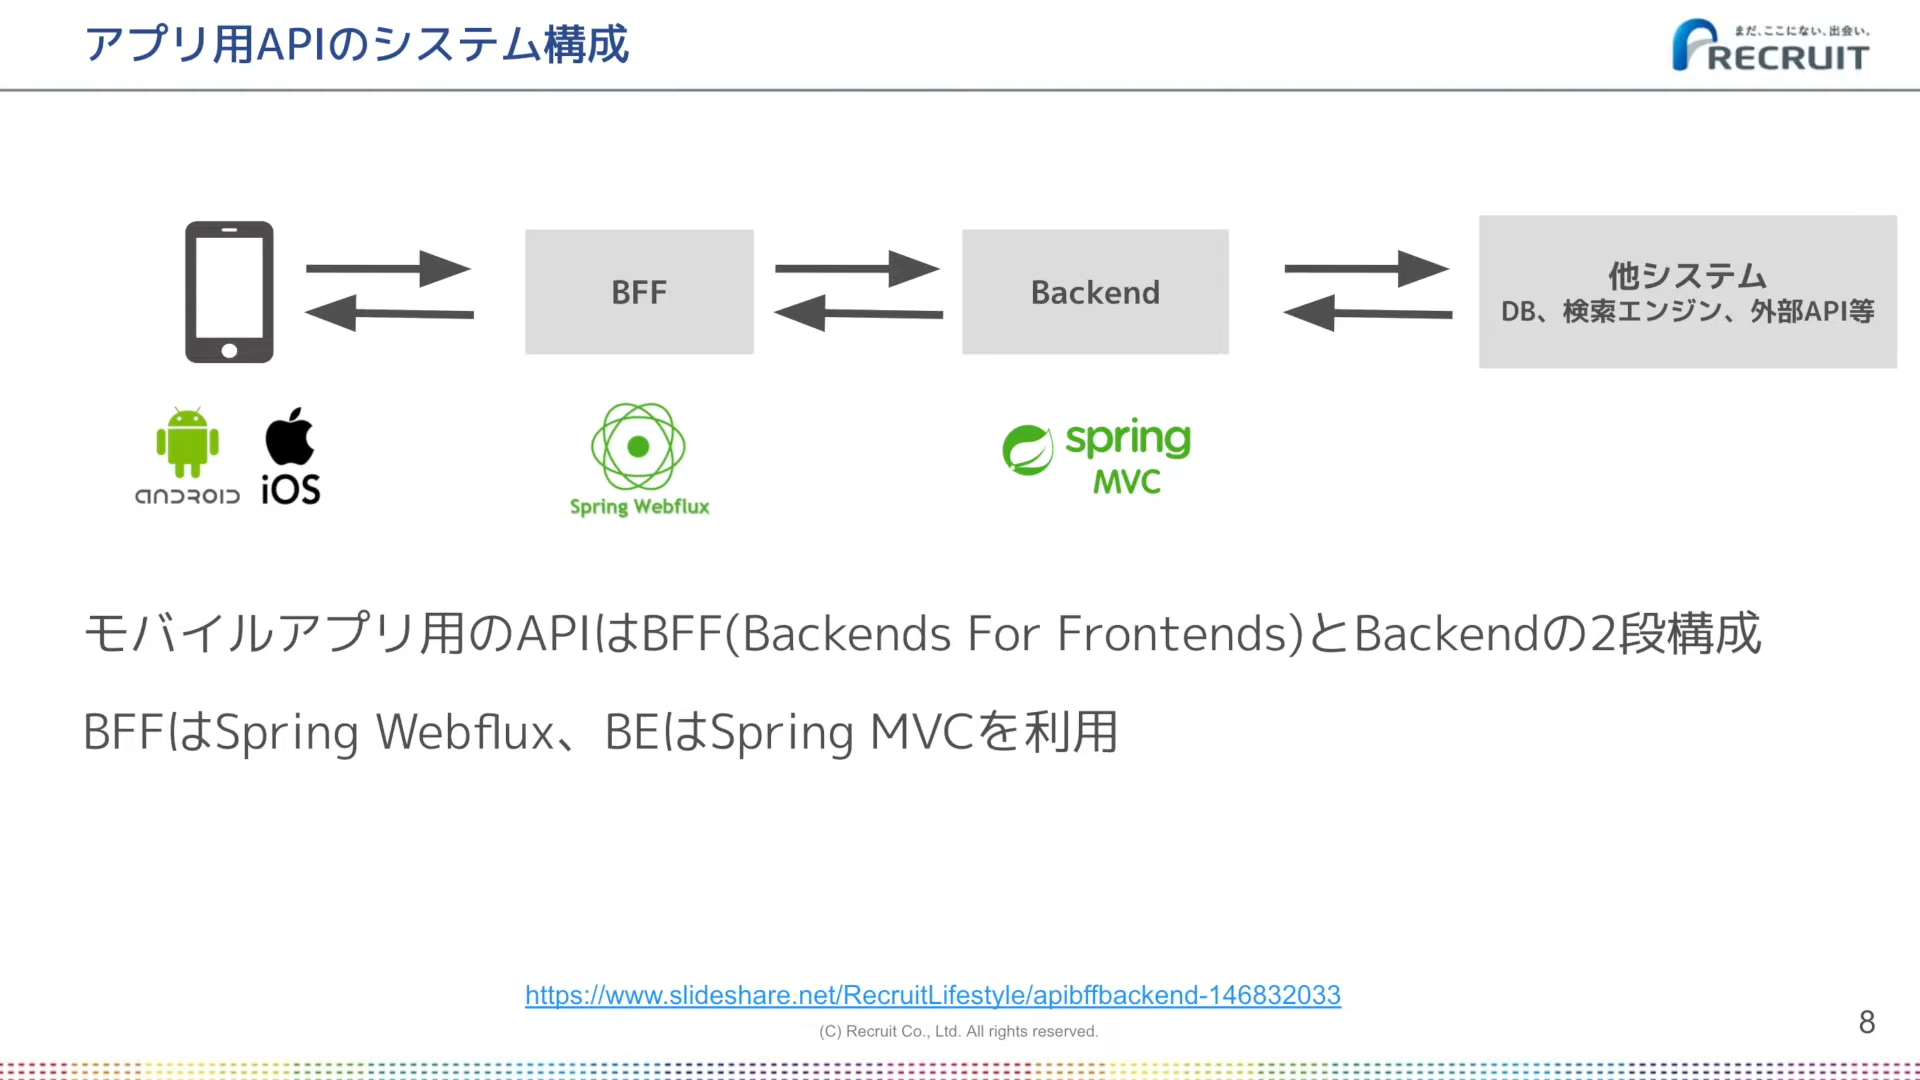 アプリ用APIのシステム構成
まだ、ここにない、出会い。
RECRUIT
BFF
Backend
他システム
DB、検索エンジン、外部API等
ANDROID
iOS
Spring Webflux
spring
MVC
モバイルアプリ用のAPIはBFF(Backends For Frontends)とBackendの2段構成
BFFはSpring Webflux、BEはSpring MVCを利用
https://www.slideshare.net/RecruitLifestyle/apibffbackend-146832033
(C) Recruit Co., Ltd. All rights reserved.
8